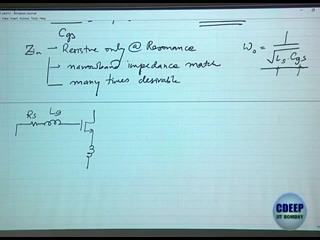 Cgs
Zin – Resistive only @ Resonance
→ narrowband impedance match
→ many times desirable
ω₀ = 1 / √Ls Cgs
Rs Lg
CDEEP
IIT BOMBAY